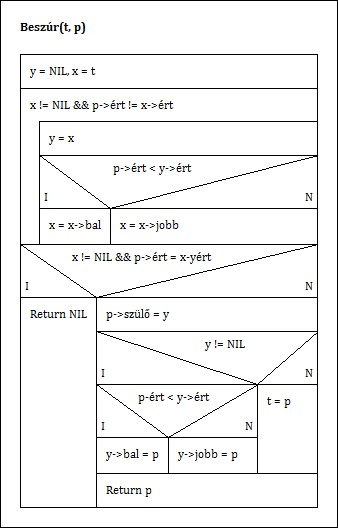 Beszúr(t, p)
y = NIL, x = t
x != NIL && p->ért != x->ért
y = x
p->ért < y->ért
I N
x = x->bal x = x->jobb
x != NIL && p->ért = x-yért
I N
Return NIL p->szülő = y
y != NIL
I N
p-ért < y->ért t = p
I N
y->bal = p y->jobb = p
Return p